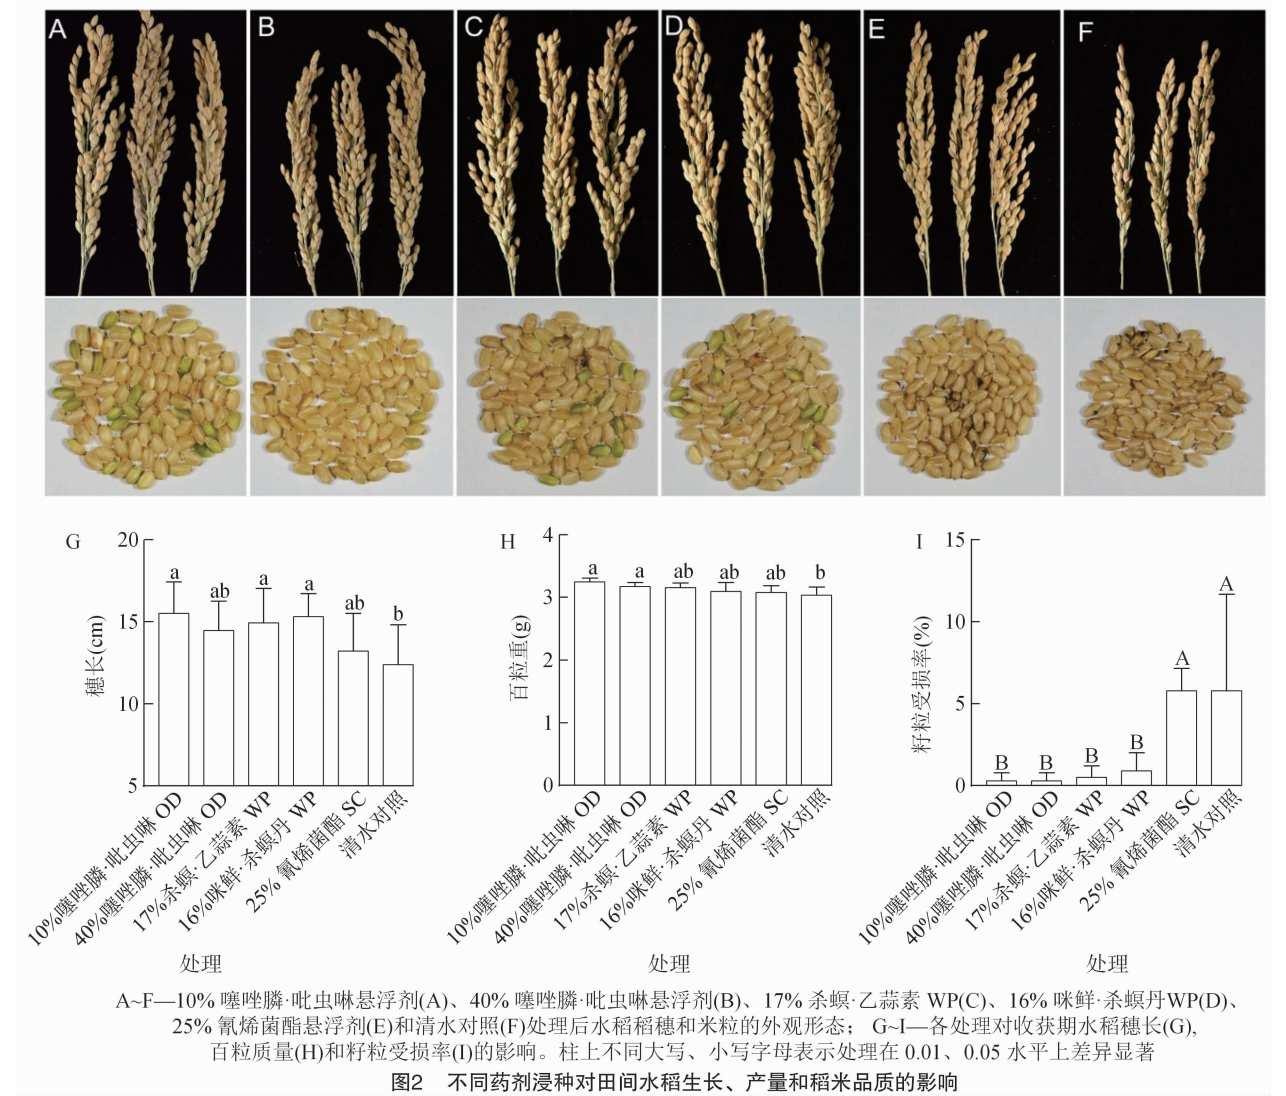 A
B
C
D
E
F
G
20
15
10
5
穗长(cm)
a
ab
a
a
ab
b
10%噻唑膦·吡虫啉 OD
40%噻唑膦·吡虫啉 OD
17%杀螟·乙蒜素 WP
16%咪鲜·杀螟丹 WP
25% 氰烯菌酯 SC
清水对照
处理
H
4
3
2
1
0
百粒重(g)
a
a
ab
ab
ab
b
10%噻唑膦·吡虫啉 OD
40%噻唑膦·吡虫啉 OD
17%杀螟·乙蒜素 WP
16%咪鲜·杀螟丹 WP
25% 氰烯菌酯 SC
清水对照
处理
I
15
10
5
0
籽粒受损率(%)
B
B
B
B
A
A
10%噻唑膦·吡虫啉 OD
40%噻唑膦·吡虫啉 OD
17%杀螟·乙蒜素 WP
16%咪鲜·杀螟丹 WP
25% 氰烯菌酯 SC
清水对照
处理
A~F—10% 噻唑膦·吡虫啉悬浮剂(A)、40% 噻唑膦·吡虫啉悬浮剂(B)、17% 杀螟·乙蒜素 WP(C)、16% 咪鲜·杀螟丹WP(D)、
25% 氰烯菌酯悬浮剂(E)和清水对照(F)处理后水稻稻穗和米粒的外观形态； G~I—各处理对收获期水稻穗长(G),
百粒质量(H)和籽粒受损率(I)的影响。柱上不同大写、小写字母表示处理在 0.01、0.05 水平上差异显著
图2 不同药剂浸种对田间水稻生长、产量和稻米品质的影响